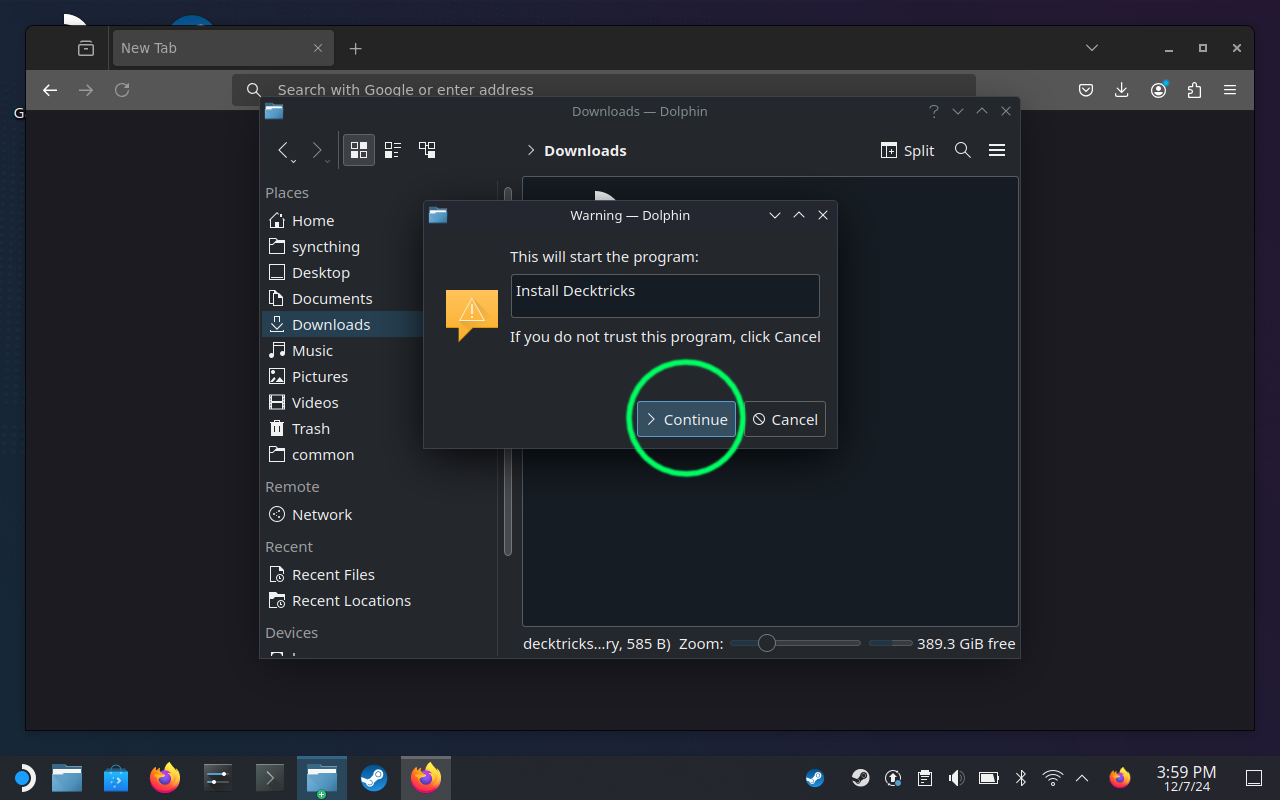 New Tab
Search with Google or enter address
G
Downloads — Dolphin
Downloads
Split
Places
Home
syncthing
Desktop
Documents
Downloads
Music
Pictures
Videos
Trash
common
Remote
Network
Recent
Recent Files
Recent Locations
Devices
Warning — Dolphin
This will start the program:
Install Decktricks
If you do not trust this program, click Cancel
Continue
Cancel
decktricks...ry, 585 B)
Zoom:
389.3 GiB free
3:59 PM
12/7/24